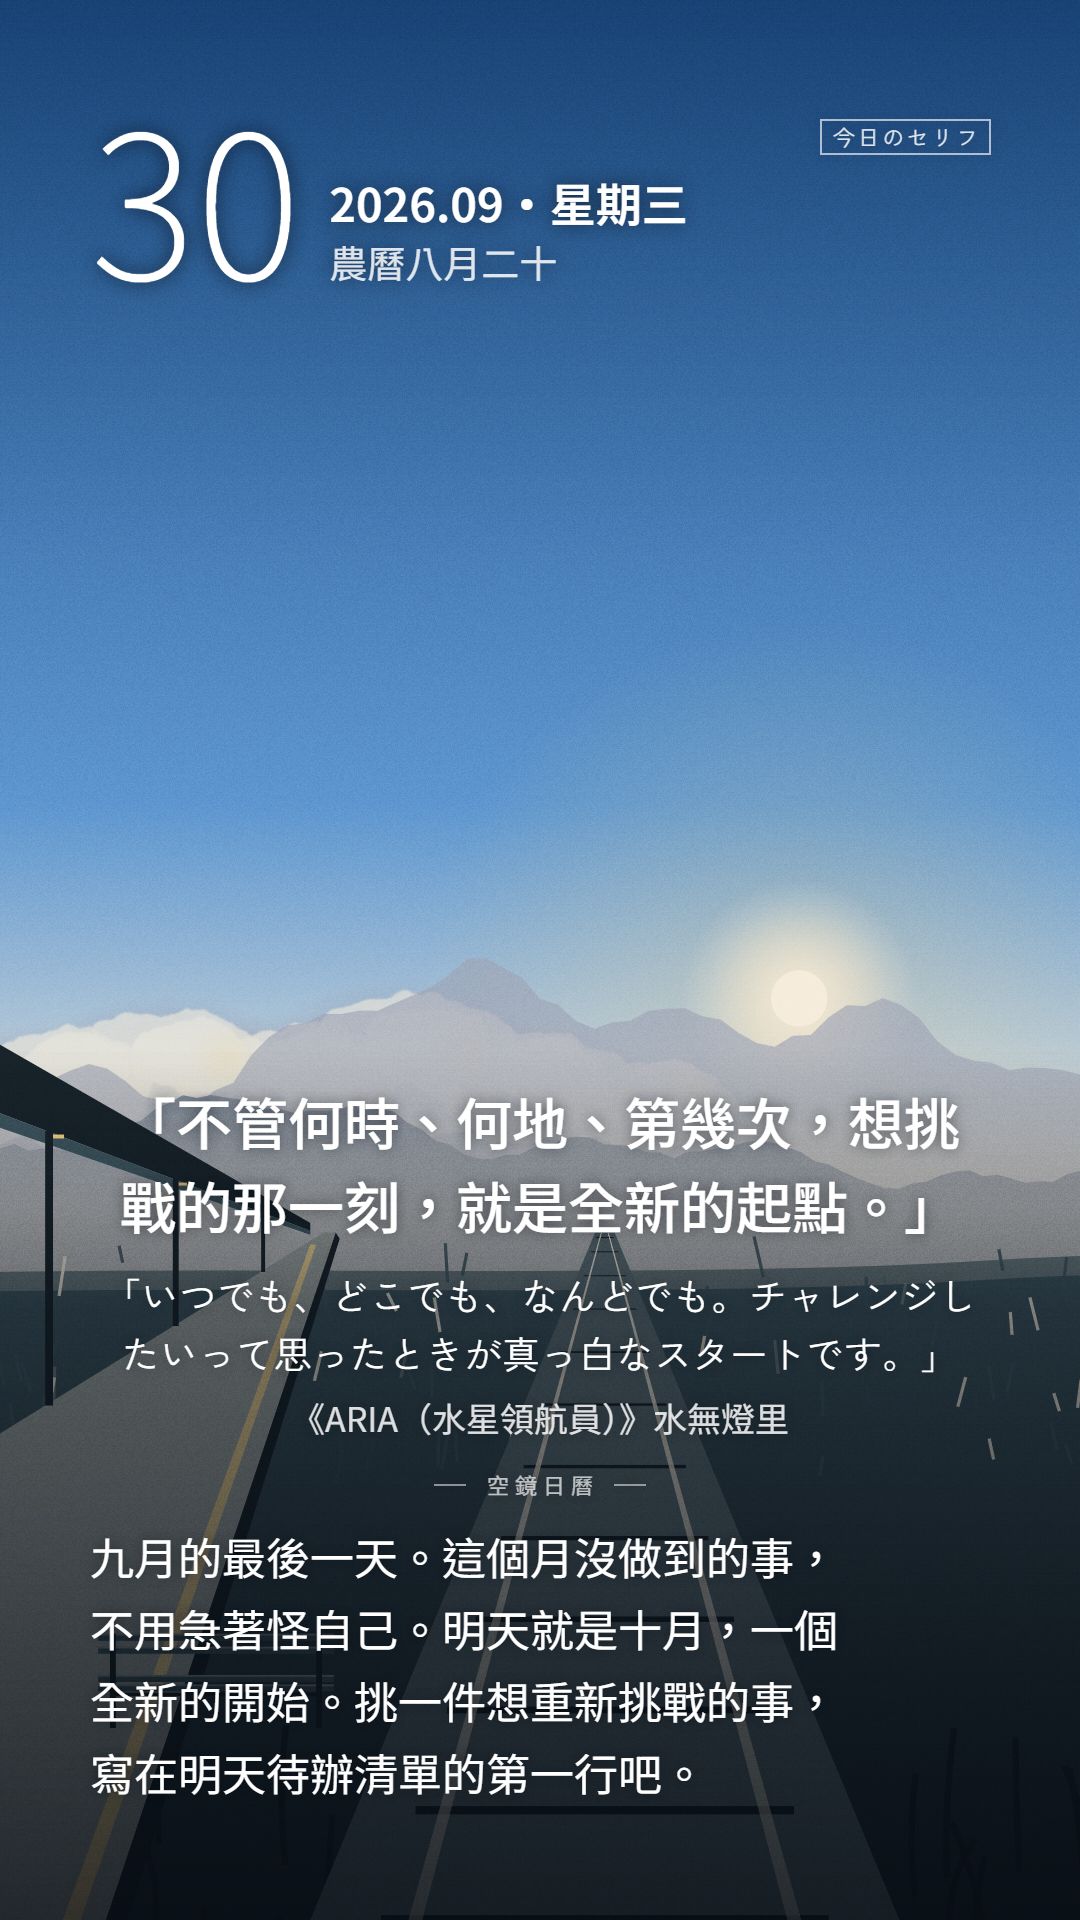 30
今日のセリフ
2026.09・星期三
農曆八月二十
「不管何時、何地、第幾次，想挑
戰的那一刻，就是全新的起點。」
「いつでも、どこでも、なんどでも。チャレンジし
たいって思ったときが真っ白なスタートです。」
《ARIA（水星領航員）》水無燈里
空鏡日曆
九月的最後一天。這個月沒做到的事，
不用急著怪自己。明天就是十月，一個
全新的開始。挑一件想重新挑戰的事，
寫在明天待辦清單的第一行吧。